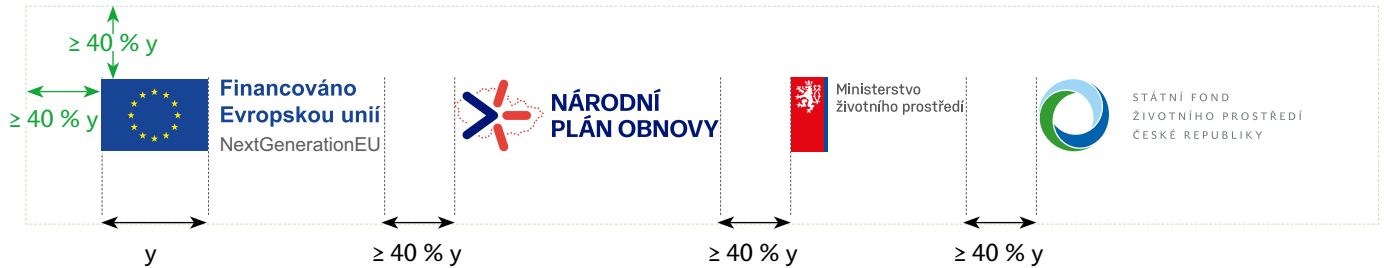 ≥ 40 % y
≥ 40 % y
Financováno
Evropskou unií
NextGenerationEU
NÁRODNÍ
PLÁN OBNOVY
Ministerstvo
životního prostředí
STÁTNÍ FOND
ŽIVOTNÍHO PROSTŘEDÍ
ČESKÉ REPUBLIKY
y
≥ 40 % y
≥ 40 % y
≥ 40 % y